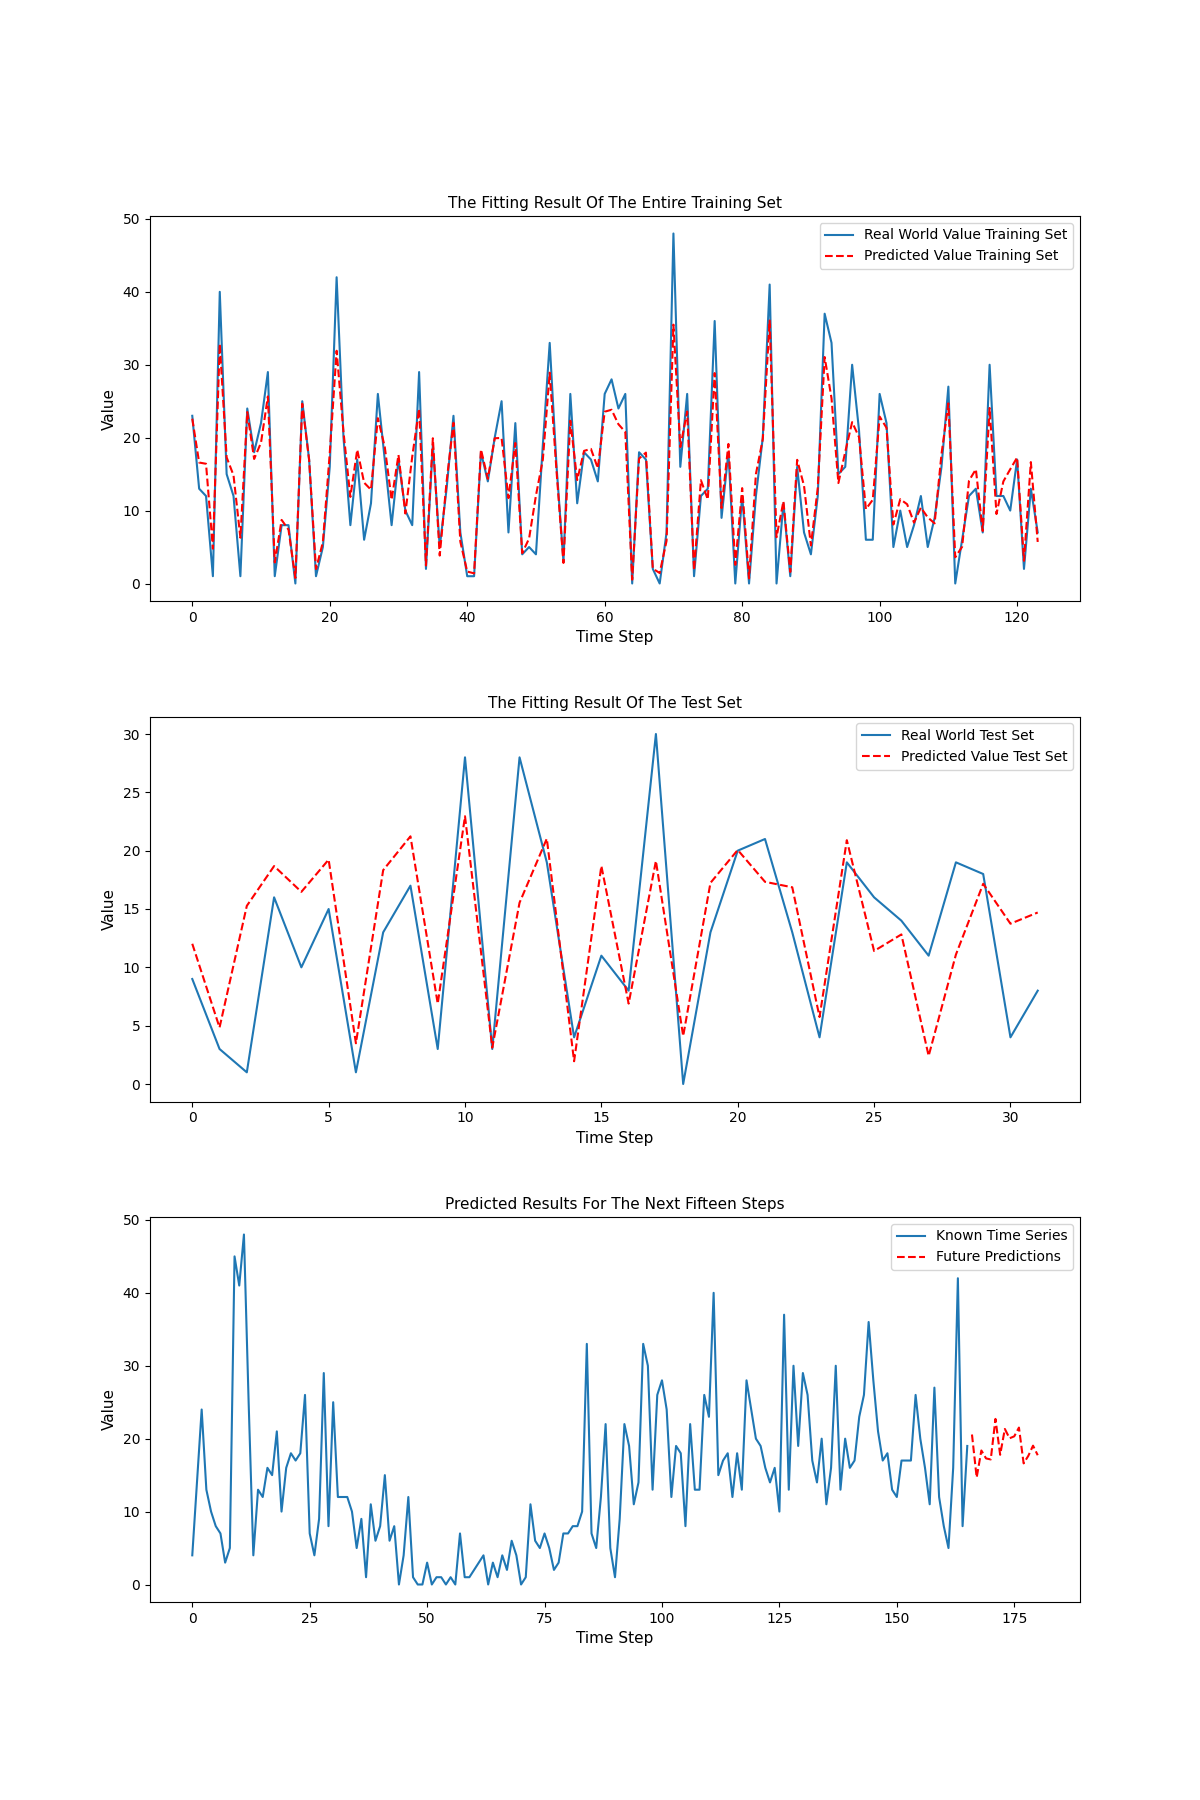 The Fitting Result Of The Entire Training Set
50
40
30
20
10
0
Value
Real World Value Training Set
Predicted Value Training Set
0 20 40 60 80 100 120
Time Step
The Fitting Result Of The Test Set
30
25
20
15
10
5
0
Value
Real World Test Set
Predicted Value Test Set
0 5 10 15 20 25 30
Time Step
Predicted Results For The Next Fifteen Steps
50
40
30
20
10
0
Value
Known Time Series
Future Predictions
0 25 50 75 100 125 150 175
Time Step